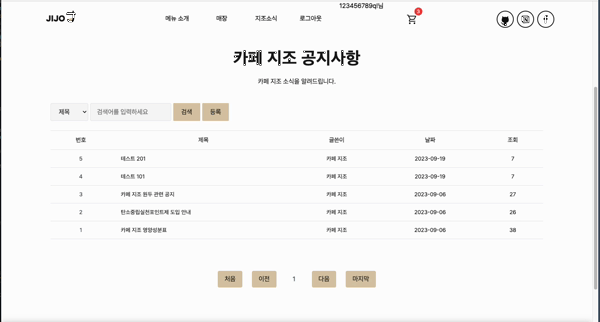 123456789q님
JIJO 메뉴 소개 매장 지조소식 로그아웃 3
카페 지조 공지사항
카페 지조 소식을 알려드립니다.
제목 검색어를 입력하세요 검색 등록
번호 제목 글쓴이 날짜 조회
5 테스트 201 카페 지조 2023-09-19 7
4 테스트 101 카페 지조 2023-09-19 7
3 카페 지조 원두 관련 공지 카페 지조 2023-09-06 27
2 탄소중립실천포인트제 도입 안내 카페 지조 2023-09-06 26
1 카페 지조 영양성분표 카페 지조 2023-09-06 38
처음 이전 1 다음 마지막